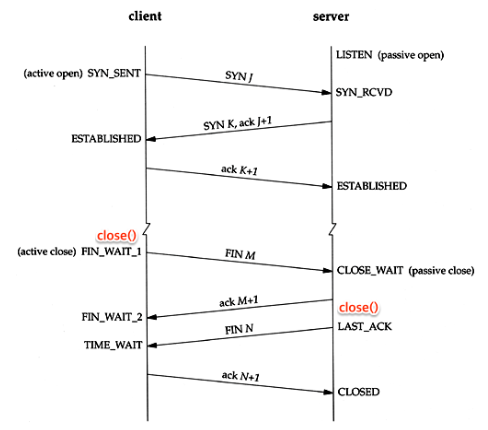 client server
LISTEN (passive open)
(active open) SYN_SENT
SYN J
SYN_RCVD
SYN K, ack J+1
ESTABLISHED
ack K+1
ESTABLISHED
close()
(active close) FIN_WAIT_1
FIN M
CLOSE_WAIT (passive close)
ack M+1
close()
FIN_WAIT_2
FIN N
LAST_ACK
TIME_WAIT
ack N+1
CLOSED